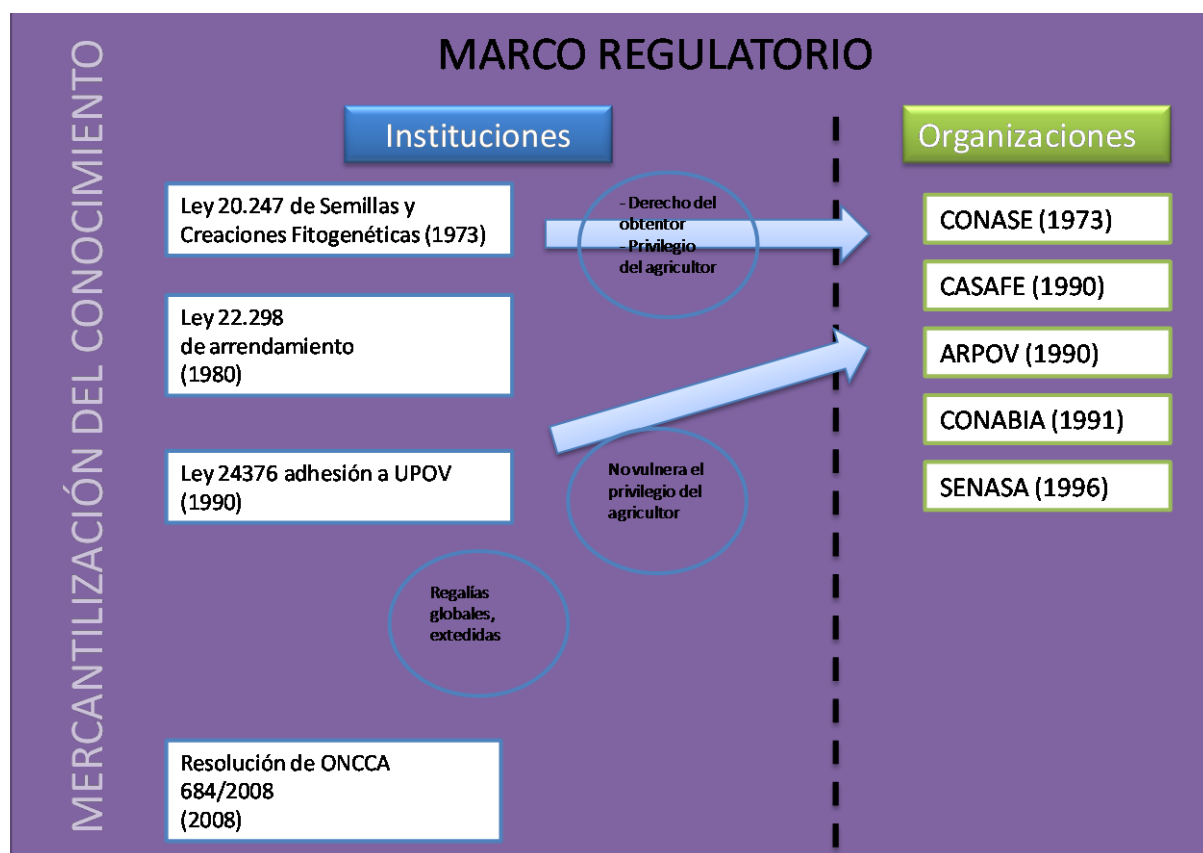 MERCANTILIZACIÓN DEL CONOCIMIENTO
MARCO REGULATORIO
Instituciones
Organizaciones
Ley 20.247 de Semillas y
Creaciones Fitogenéticas (1973)
- Derecho del
obtentor
- Privilegio
del agricultor
Ley 22.298
de arrendamiento
(1980)
Ley 24376 adhesión a UPOV
(1990)
No vulnera el
privilegio del
agricultor
Regalías
globales,
extedidas
Resolución de ONCCA
684/2008
(2008)
CONASE (1973)
CASAFE (1990)
ARPOV (1990)
CONABIA (1991)
SENASA (1996)